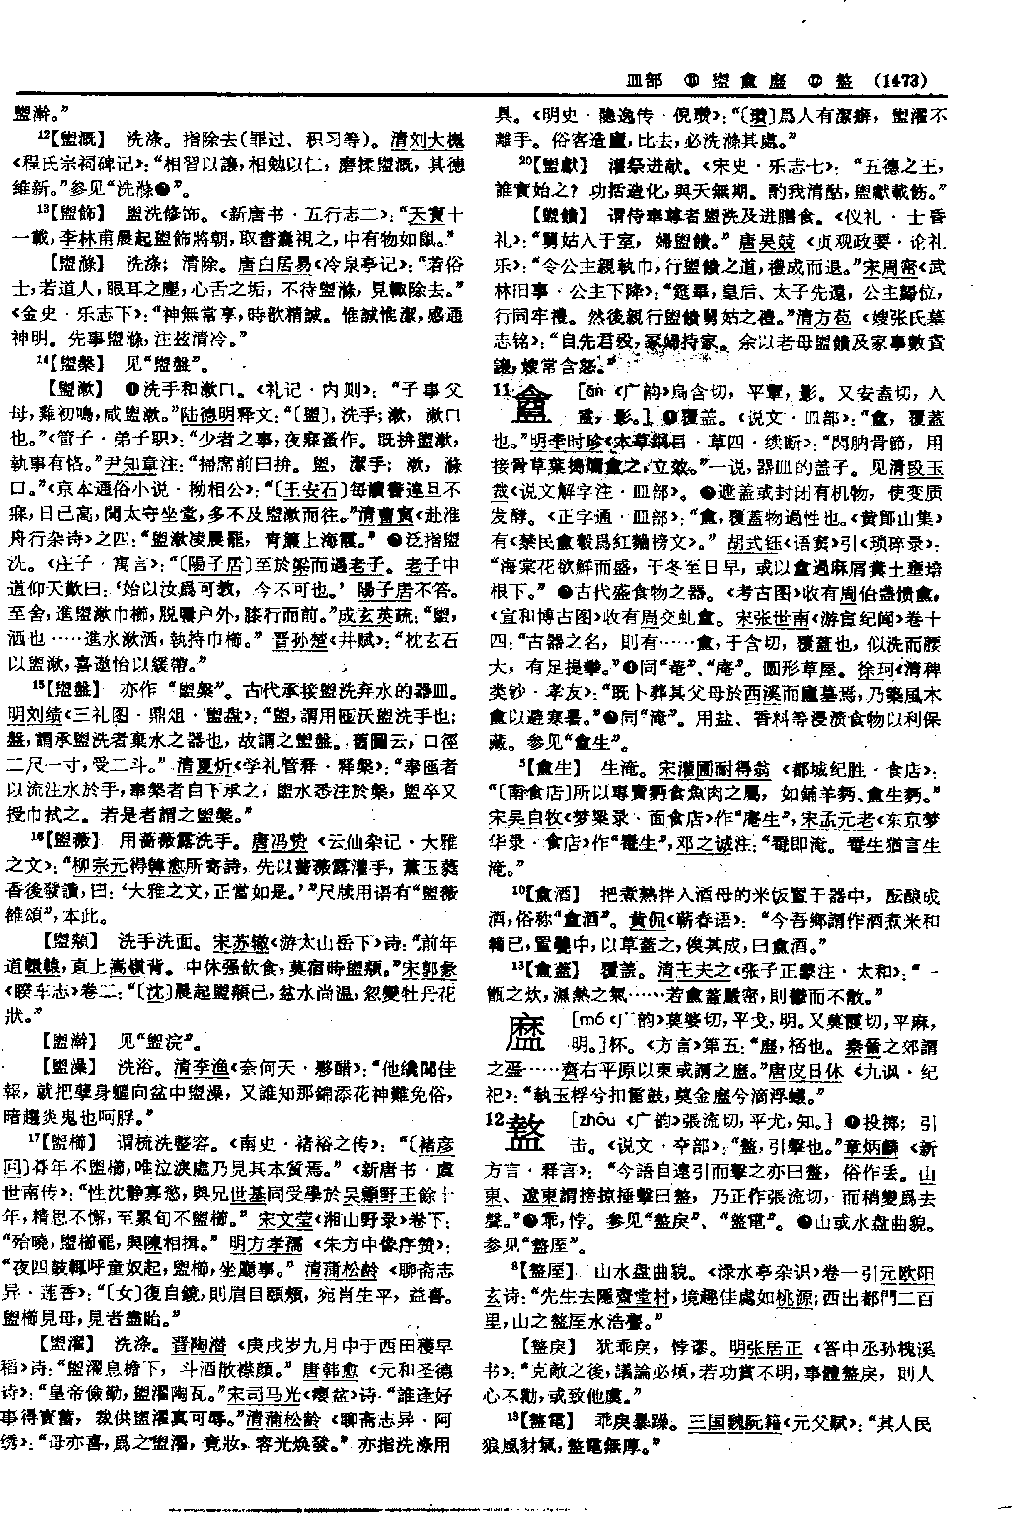 皿部 ⑪ 盥盦䃺 ⑫ 盩 (1473)
盥澣。”
12【盥溉】 洗涤。指除去(罪过、积习等)。清刘大櫆
《程氏宗祠碑记》：“相智以讓，相勉以仁，磨揉盥溉，其德
維新。”参见“洗滌❶”。
13【盥飾】 盥洗修饰。《新唐书·五行志二》：“天寶十
一載，李林甫晨起盥飾將朝，取書囊視之，中有物如鼠。”
【盥滌】 洗涤；清除。唐白居易《冷泉亭记》：“若俗
士，若道人，眼耳之塵，心舌之垢，不待盥滌，見輒除去。”
《金史·乐志下》：“神無常享，時歆精誠。惟誠惟潔，感通
神明。先事盥滌，注兹清冷。”
14【盥槃】 见“盥盤”。
【盥漱】 ❶洗手和漱口。《礼记·内则》：“子事父
母，雞初鳴，咸盥漱。”陆德明释文：“〔盥〕，洗手；漱，漱口
也。”《管子·弟子职》：“少者之事，夜寐蚤作。既拚盥漱，
執事有恪。”尹知章注：“掃席前曰拚。盥，潔手；漱，滌
口。”《京本通俗小说·拗相公》：“〔王安石〕每讀書達旦不
寐，日已高，聞太守坐堂，多不及盥漱而往。”清曹寅《赴淮
舟行杂诗》之四：“盥漱凌晨罷，膏簾上海霞。” ❷泛指盥
洗。《庄子·寓言》：“〔陽子居〕至於梁而遇老子。老子中
道仰天歎曰：‘始以汝爲可教，今不可也。’陽子居不答。
至舍，進盥漱巾櫛，脱屨户外，膝行而前。”成玄英疏：“盥，
洒也……進水漱洒，執持巾櫛。” 晋孙楚《井赋》：“枕玄石
以盥漱，喜遨怡以緩帶。”
15【盥盤】 亦作“盥槃”。古代承接盥洗弃水的器皿。
明刘绩《三礼图·鼎俎·盥盘》：“盥，謂用匜沃盥洗手也；
盤，謂承盥洗者棄水之器也，故謂之盥盤。舊圖云，口徑
二尺一寸，受二斗。” 清夏炘《学礼管释·释槃》：“奉匜者
以流注水於手，奉槃者自下承之，盥水悉注於槃，盥卒又
授巾拭之。若是者謂之盥槃。”
16【盥薇】 用蔷薇露洗手。唐冯贽《云仙杂记·大雅
之文》：“柳宗元得韓愈所寄詩，先以薔薇露灌手，薰玉蕤
香後發讀，曰：‘大雅之文，正當如是。’”尺牍用语有“盥薇
雒頌”，本此。
【盥頮】 洗手洗面。宋苏辙《游太山岳下》诗：“前年
道轘轅，直上嵩嶺背。中休强飲食，莫宿時盥頮。”宋郭彖
《睽车志》卷二：“〔沈〕晨起盥頮已，盆水尚温，忽變牡丹花
狀。”
【盥澣】 见“盥浣”。
【盥澡】 洗浴。清李渔《奈何天·夥醋》：“他纔聞佳
轸，就把孽身軀向盆中盥澡，又誰知那錦添花神難免俗，
暗趨炎鬼也呵脬。”
17【盥櫛】 谓梳洗整容。《南史·褚裕之传》：“〔褚彦
回〕朞年不盥櫛，唯泣淚處乃見其本質焉。” 《新唐书·虞
世南传》：“性沈静寡慾，與兄世基同受學於吴顧野王餘十
年，精思不懈，至累旬不盥櫛。” 宋文莹《湘山野录》卷下：
“殆曉，盥櫛罷，與陳相揖。” 明方孝孺《朱方中像序赞》：
“夜四鼓輒呼童奴起，盥櫛，坐廳事。” 清蒲松龄《聊斋志
异·莲香》：“〔女〕復自鏡，則眉目頤頰，宛肖生平，益喜。
盥櫛見母，見者盡眙。”
【盥濯】 洗涤。晋陶潜《庚戌岁九月中于西田穫早
稻》诗：“盥濯息檐下，斗酒散襟顔。” 唐韩愈《元和圣德
诗》：“皇帝儉勤，盥濯陶瓦。”宋司马光《癭盆》诗：“誰逢好
事得寶蓄，裁供盥濯真可辱。”清蒲松龄《聊斋志异·阿
绣》：“母亦喜，爲之盥濯，竟妝，容光焕發。” 亦指洗涤用
具。《明史·隐逸传·倪瓒》：“〔瓒〕爲人有潔癖，盥濯不
離手。俗客造廬，比去，必洗滌其處。”
20【盥獻】 灌祭进献。《宋史·乐志七》：“五德之王，
誰實始之？功括造化，與天無期。酌我清酤，盥獻載飭。”
【盥饋】 谓侍奉尊者盥洗及进膳食。《仪礼·士昏
礼》：“舅姑入于室，婦盥饋。” 唐吴兢《贞观政要·论礼
乐》：“令公主親執巾，行盥饋之道，禮成而退。”宋周密《武
林旧事·公主下降》：“筵畢，皇后、太子先還，公主歸位，
行同牢禮。然後親行盥饋舅姑之禮。”清方苞《嫂张氏墓
志铭》：“自先君殁，冢婦持家。余以老母盥饋及家事數責
讓，嫂常含怒。”
11 盦 [ān《广韵》烏含切，平覃，影。又安盍切，入
盍，影。] ❶覆盖。《说文·皿部》：“盦，覆蓋
也。”明李时珍《本草綱目·草四·续断》：“閃肭骨節，用
接骨草葉搗爛盦之，立效。”一说，器皿的盖子。见清段玉
裁《说文解字注·皿部》。❷遮盖或封闭有机物，使变质
发酵。《正字通·皿部》：“盦，覆蓋物過性也。《黄郎山集》
有《禁民盦穀爲紅麯榜文》。” 胡式钰《语窦》引《琐碎录》：
“海棠花欲鮮而盛，于冬至日早，或以盦過麻屑糞土壅培
根下。” ❸古代盛食物之器。《考古图》收有周伯盏饙盦，
《宣和博古图》收有周交虬盦。宋张世南《游宦纪闻》卷十
四：“古器之名，則有……盦，于含切，覆蓋也，似洗而腰
大，有足提攀。”❹同“菴”、“庵”。圆形草屋。徐珂《清稗
类钞·孝友》：“既卜葬其父母於西溪而廬墓焉，乃築風木
盦以避寒暑。”❺同“淹”。用盐、香料等浸渍食物以利保
藏。参见“盦生”。
5【盦生】 生淹。宋灌圃耐得翁《都城纪胜·食店》：
“〔南食店〕所以專賣麪食魚肉之屬，如鋪羊麪、盦生麪。”
宋吴自牧《梦粱录·面食店》作“庵生”，宋孟元老《东京梦
华录·食店》作“罨生”，邓之诚注：“罨即淹。罨生猶言生
淹。”
10【盦酒】 把煮熟拌入酒母的米饭置于器中，酝酿成
酒，俗称“盦酒”。黄侃《蕲春语》：“今吾鄉謂作酒煮米和
麴已，置甕中，以草蓋之，俟其成，曰盦酒。”
13【盦蓋】 覆盖。清王夫之《张子正蒙注·太和》：“一
甑之炊，濕熱之氣……若盦蓋嚴密，則鬱而不散。”
䃺 [mó《广韵》莫婆切，平戈，明。又莫霞切，平麻，
明。]杯。《方言》第五：“䃺，桮也。秦晉之郊謂
之䀉……齊右平原以東或謂之䃺。”唐皮日休《九讽·纪
祀》：“執玉桴兮扣籩鼓，奠金䃺兮滴浮蟻。”
12 盩 [zhōu《广韵》張流切，平尤，知。] ❶投掷；引
击。《说文·㚔部》：“盩，引擊也。”章炳麟《新
方言·释言》：“今語自遠引而擊之亦曰盩，俗作丢。山
東、遼東謂捞掠捶擊曰盩，乃正作張流切，而稍變爲去
聲。”❷乖，悖。参见“盩戾”、“盩鼂”。❸山或水盘曲貌。
参见“盩厔”。
8【盩厔】 山水盘曲貌。《渌水亭杂识》卷一引元欧阳
玄诗：“先生去隱齋堂村，境趣佳處如桃源；西出都門二百
里，山之盩厔水浩亹。”
【盩戾】 犹乖戾，悖谬。明张居正《答中丞孙槐溪
书》：“克敵之後，議論必煩，若功賞不明，事體盩戾，則人
心不勸，或致他虞。”
13【盩鼂】 乖戾暴躁。三国魏阮籍《元父赋》：“其人民
狼風豺氣，盩鼂無厚。”